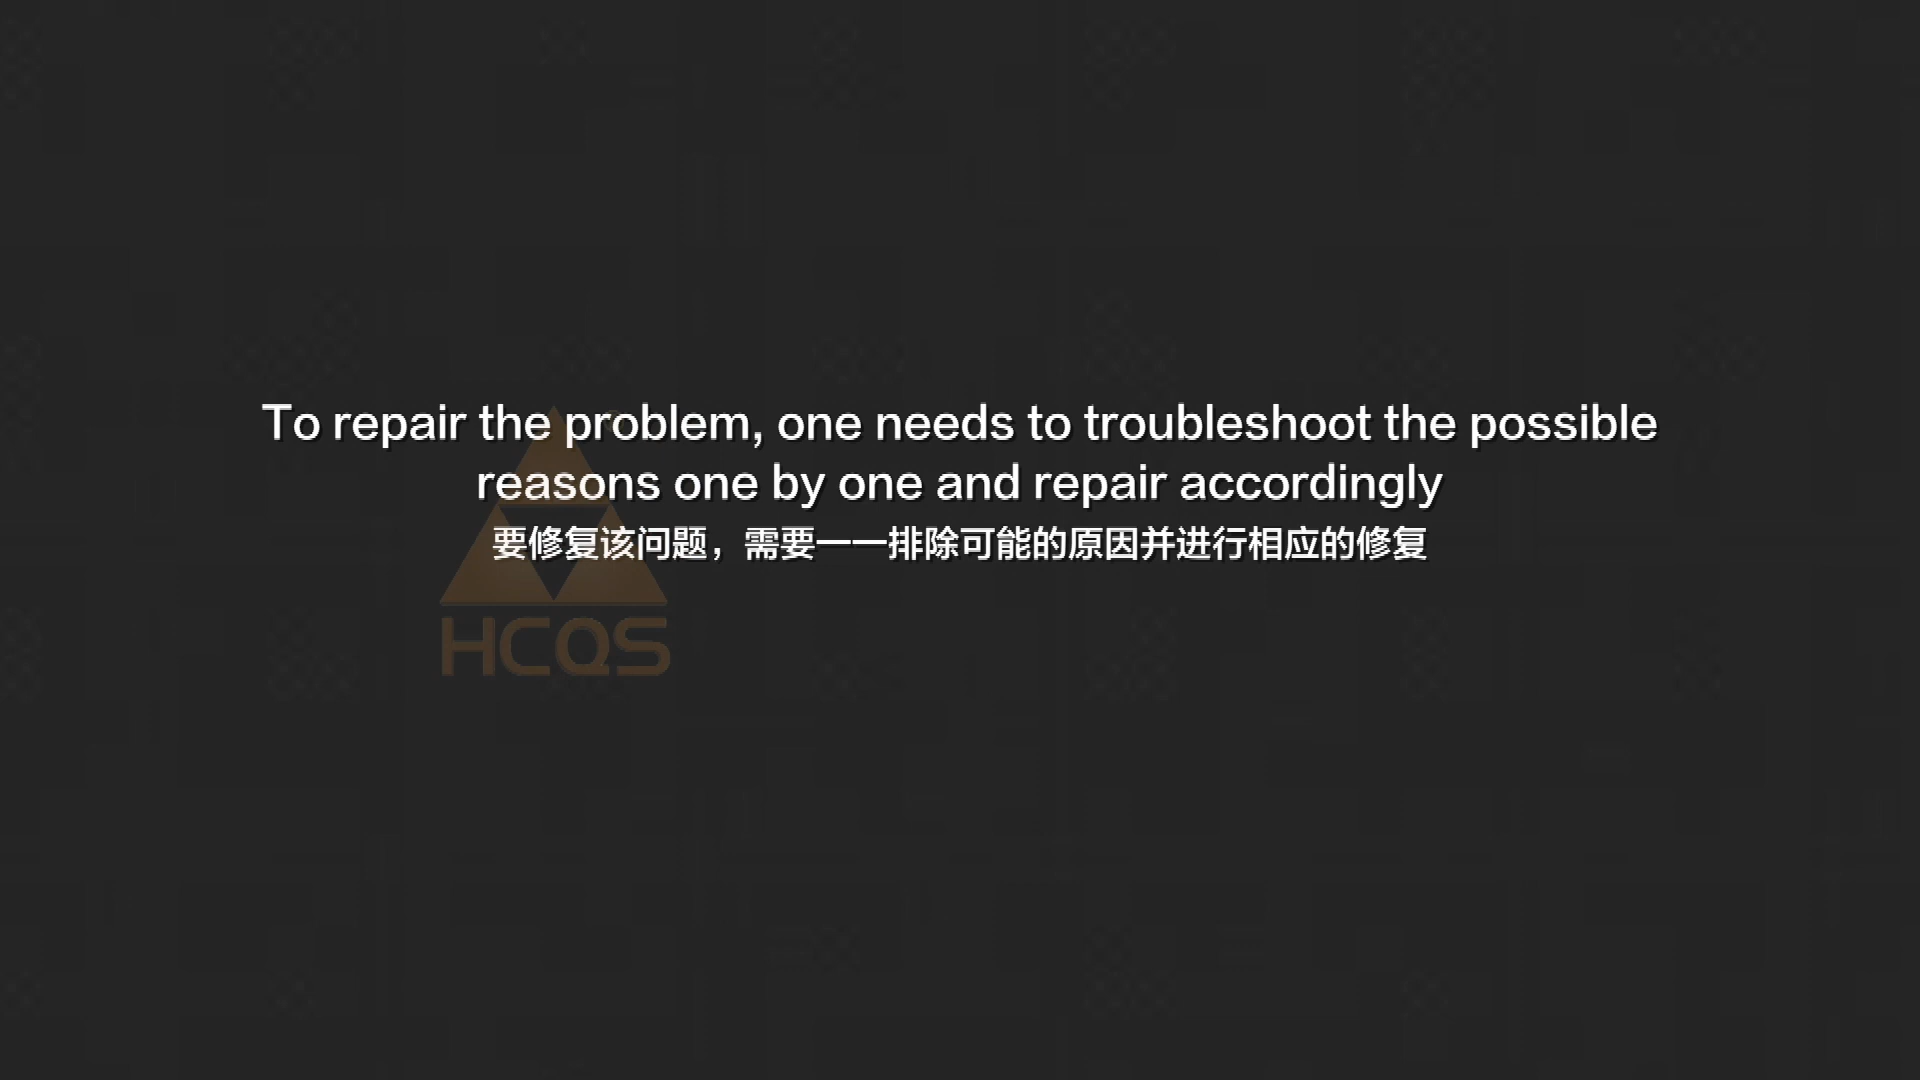 To repair the problem, one needs to troubleshoot the possible
reasons one by one and repair accordingly
要修复该问题，需要一一排除可能的原因并进行相应的修复
HCQS